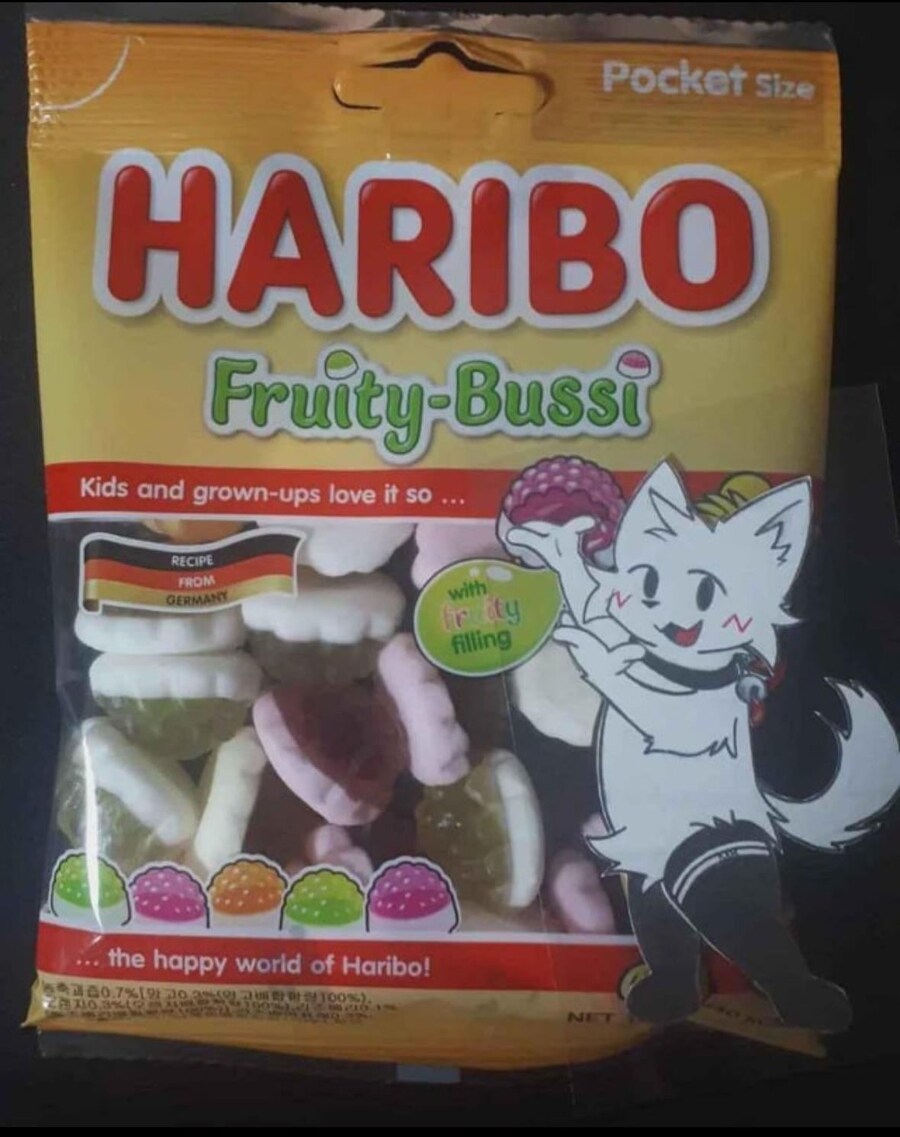 Pocket Size
HARIBO
Fruity-Bussi
Kids and grown-ups love it so ...
RECIPE
FROM
GERMANY
with
fruity
filling
... the happy world of Haribo!
NET